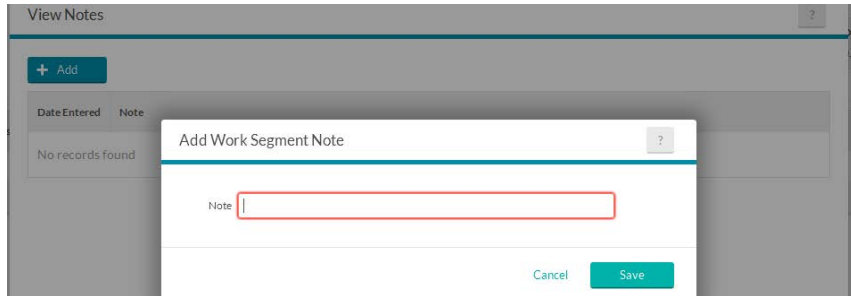 View Notes
?
+ Add
Date Entered Note
No records found
Add Work Segment Note
?
Note
Cancel Save